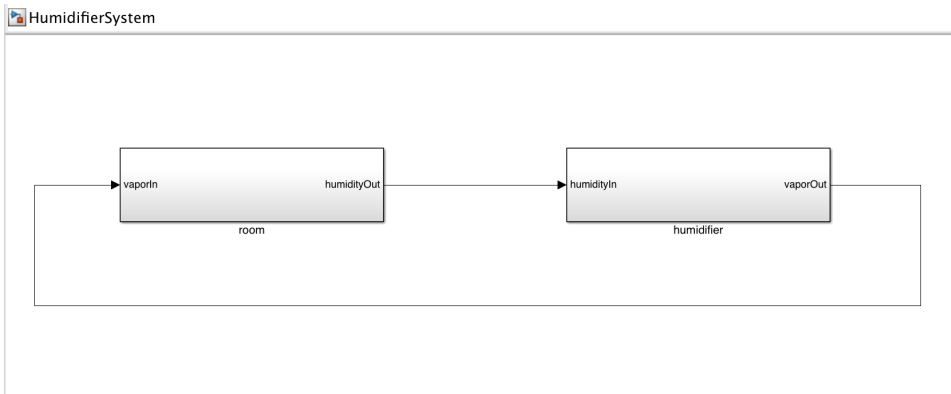 HumidifierSystem
vaporIn
humidityOut
humidityIn
vaporOut
room
humidifier